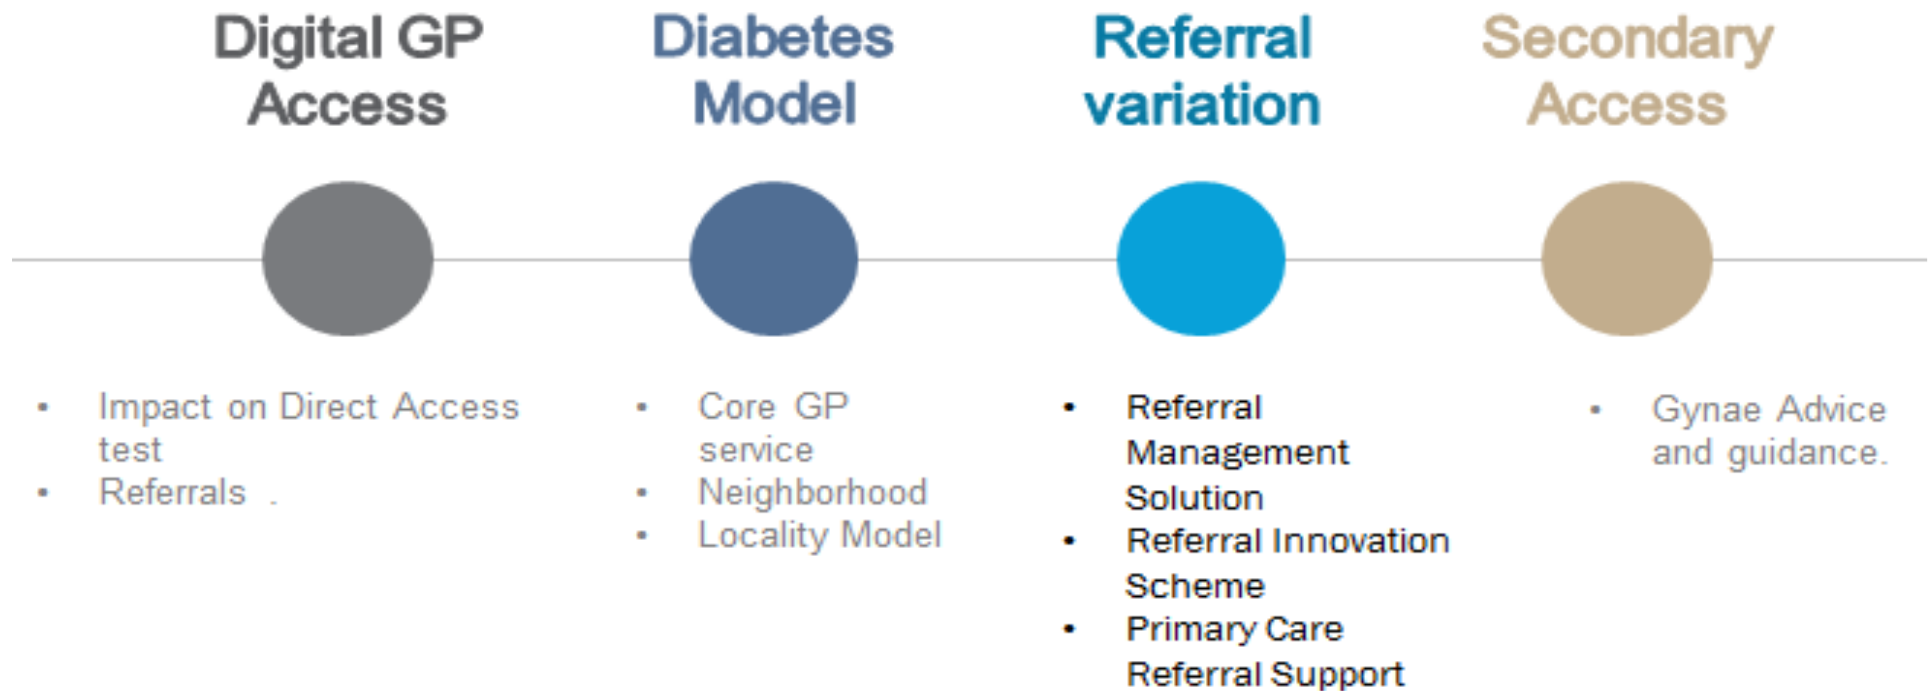 Digital GP
Access
Diabetes
Model
Referral
variation
Secondary
Access
• Impact on Direct Access
test
• Referrals .
• Core GP
service
• Neighborhood
• Locality Model
• Referral
Management
Solution
• Referral Innovation
Scheme
• Primary Care
Referral Support
• Gynae Advice
and guidance.